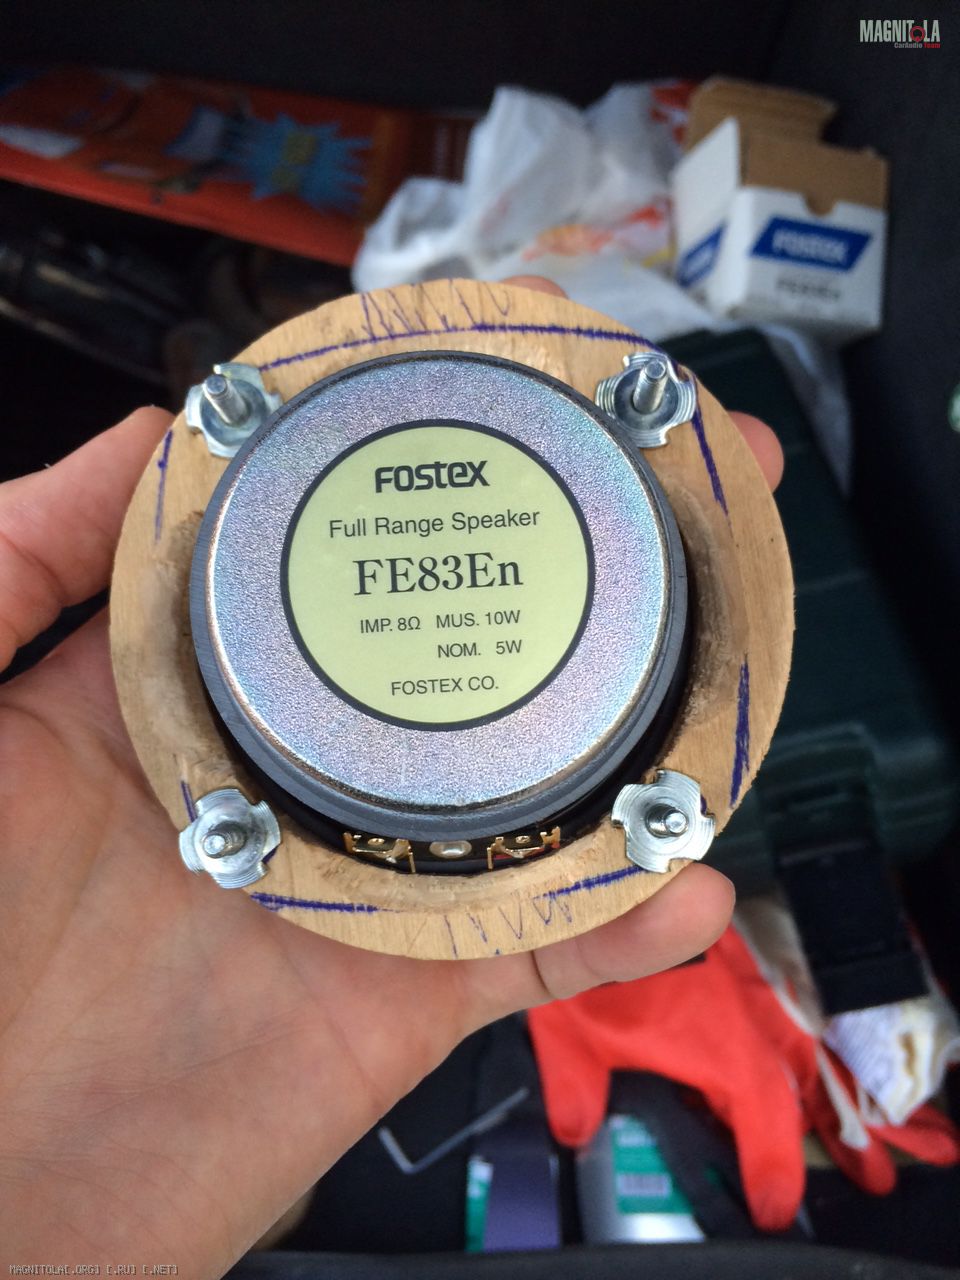 MAGNITOLA
CarAudio Team
FOSTEX
FOSTEX
Full Range Speaker
FE83En
IMP. 8Ω MUS. 10W
NOM. 5W
FOSTEX CO.
MAGNITOLA[.ORG] [.RU] [.NET]